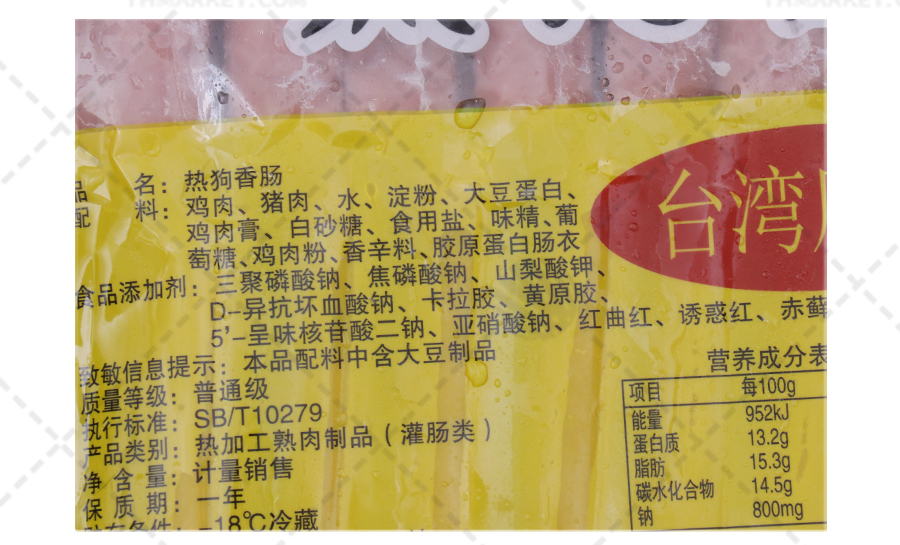 品 名：热狗香肠
配 料：鸡肉、猪肉、水、淀粉、大豆蛋白、
鸡肉膏、白砂糖、食用盐、味精、葡
萄糖、鸡肉粉、香辛料、胶原蛋白肠衣
食品添加剂：三聚磷酸钠、焦磷酸钠、山梨酸钾、
D-异抗坏血酸钠、卡拉胶、黄原胶、
5’-呈味核苷酸二钠、亚硝酸钠、红曲红、诱惑红、赤藓
致敏信息提示：本品配料中含大豆制品
质量等级：普通级
执行标准：SB/T10279
产品类别：热加工熟肉制品（灌肠类）
净 含 量：计量销售
保 质 期：一年
贮存条件：-18℃冷藏
台湾
营养成分表
项目 每100g
能量 952kJ
蛋白质 13.2g
脂肪 15.3g
碳水化合物 14.5g
钠 800mg